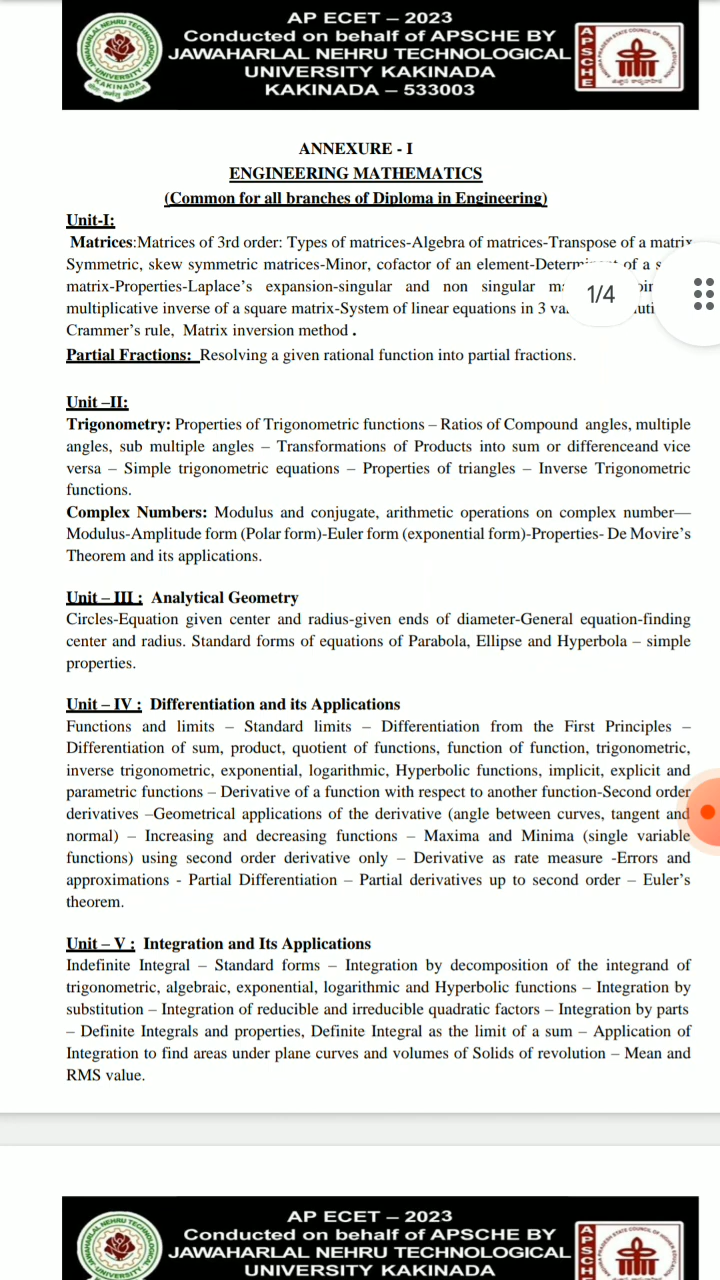 AP ECET – 2023
Conducted on behalf of APSCHE BY
JAWAHARLAL NEHRU TECHNOLOGICAL
UNIVERSITY KAKINADA
KAKINADA – 533003
APSCHE
ANNEXURE - I
ENGINEERING MATHEMATICS
(Common for all branches of Diploma in Engineering)
Unit-I:
Matrices:Matrices of 3rd order: Types of matrices-Algebra of matrices-Transpose of a matrix
Symmetric, skew symmetric matrices-Minor, cofactor of an element- of a
matrix-Properties-Laplace's expansion-singular and non singular
multiplicative inverse of a square matrix-System of linear equations in 3
1/4
Crammer's rule, Matrix inversion method .
Partial Fractions: Resolving a given rational function into partial fractions.
Unit –II:
Trigonometry: Properties of Trigonometric functions – Ratios of Compound angles, multiple
angles, sub multiple angles – Transformations of Products into sum or differenceand vice
versa – Simple trigonometric equations – Properties of triangles – Inverse Trigonometric
functions.
Complex Numbers: Modulus and conjugate, arithmetic operations on complex number—
Modulus-Amplitude form (Polar form)-Euler form (exponential form)-Properties- De Movire's
Theorem and its applications.
Unit – III : Analytical Geometry
Circles-Equation given center and radius-given ends of diameter-General equation-finding
center and radius. Standard forms of equations of Parabola, Ellipse and Hyperbola – simple
properties.
Unit – IV : Differentiation and its Applications
Functions and limits – Standard limits – Differentiation from the First Principles –
Differentiation of sum, product, quotient of functions, function of function, trigonometric,
inverse trigonometric, exponential, logarithmic, Hyperbolic functions, implicit, explicit and
parametric functions – Derivative of a function with respect to another function-Second order
derivatives –Geometrical applications of the derivative (angle between curves, tangent and
normal) – Increasing and decreasing functions – Maxima and Minima (single variable
functions) using second order derivative only – Derivative as rate measure -Errors and
approximations - Partial Differentiation – Partial derivatives up to second order – Euler's
theorem.
Unit – V : Integration and Its Applications
Indefinite Integral – Standard forms – Integration by decomposition of the integrand of
trigonometric, algebraic, exponential, logarithmic and Hyperbolic functions – Integration by
substitution – Integration of reducible and irreducible quadratic factors – Integration by parts
– Definite Integrals and properties, Definite Integral as the limit of a sum – Application of
Integration to find areas under plane curves and volumes of Solids of revolution – Mean and
RMS value.
AP ECET – 2023
Conducted on behalf of APSCHE BY
JAWAHARLAL NEHRU TECHNOLOGICAL
UNIVERSITY KAKINADA